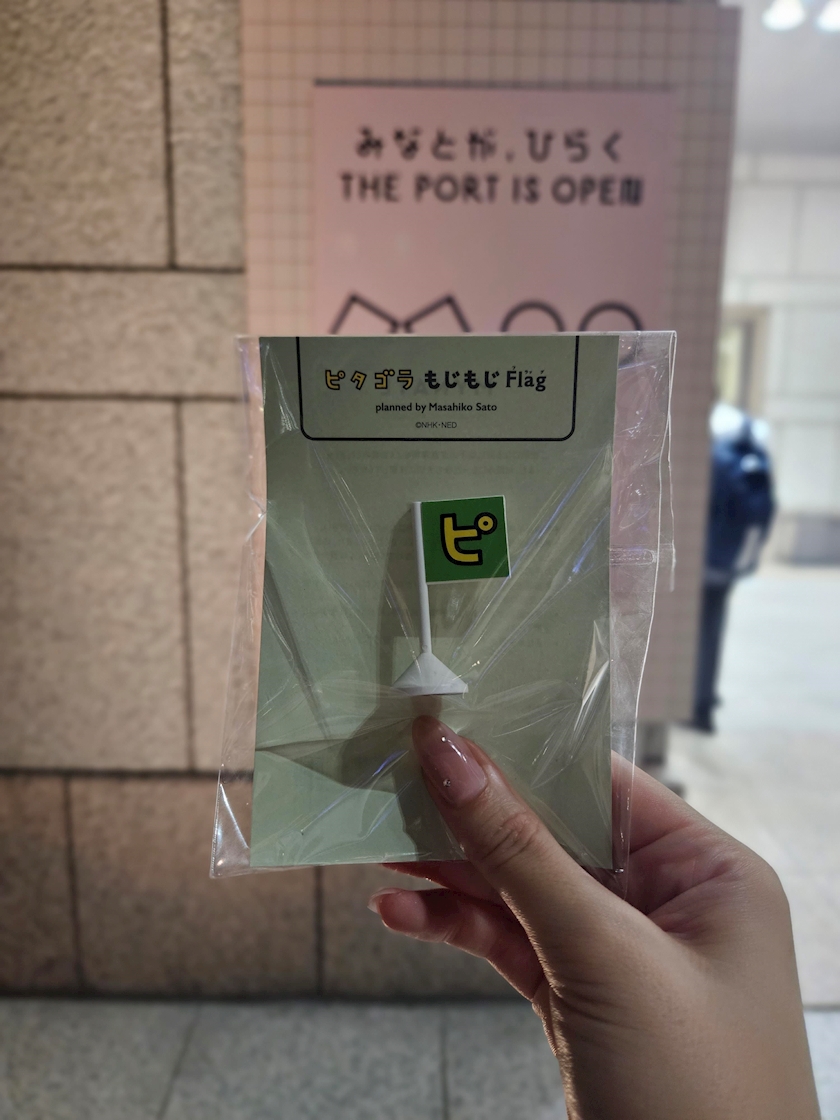 みなとが、ひらく
THE PORT IS OPEN
ピタゴラ もじもじ Flag
planned by Masahiko Sato
©NHK・NED
ピ